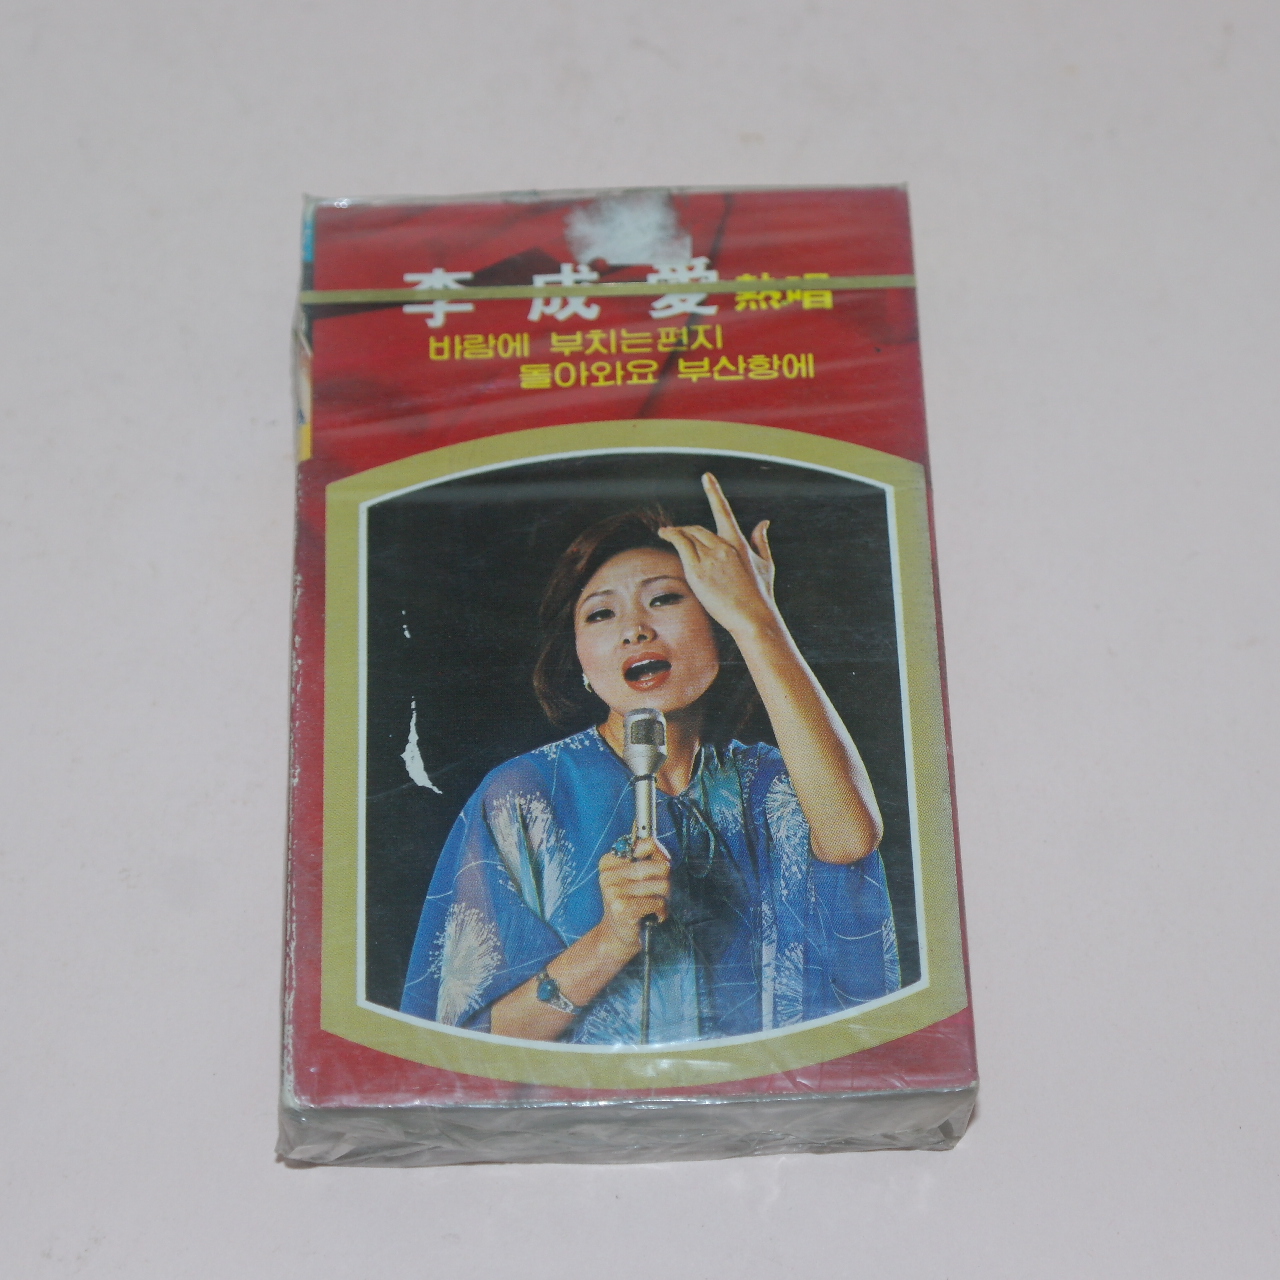 李成愛 熱唱
바람에 부치는편지
돌아와요 부산항에